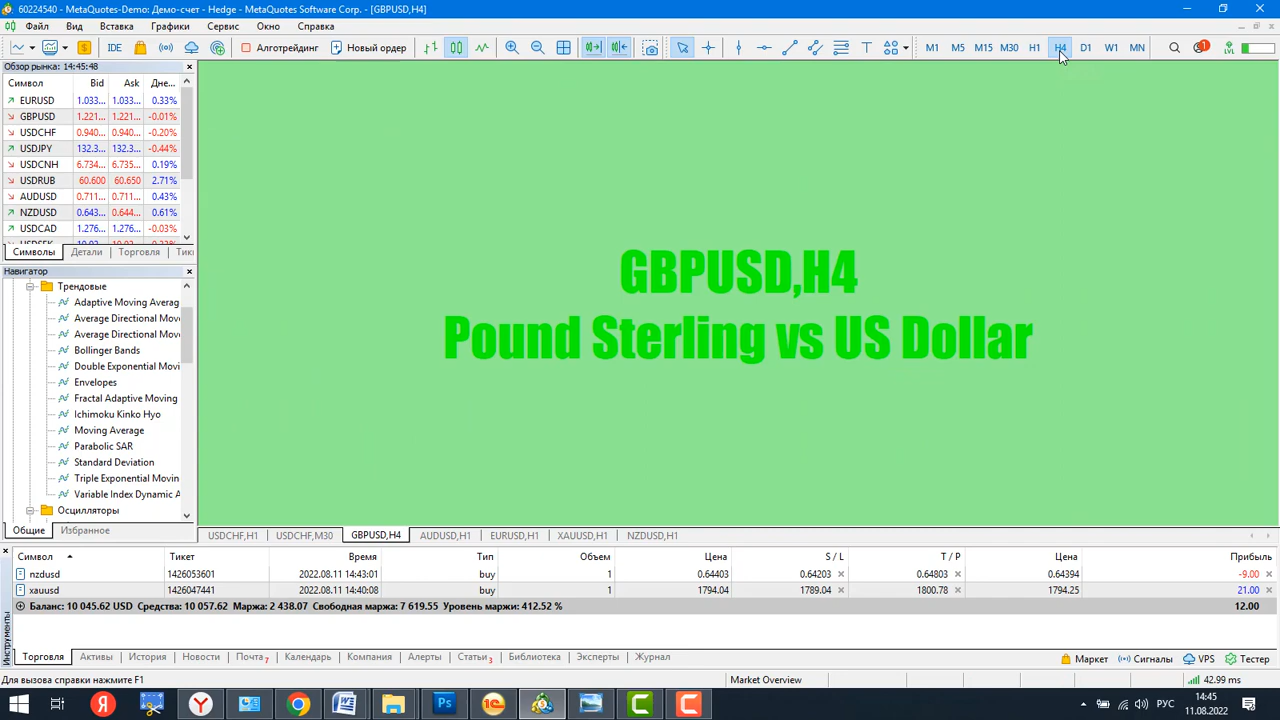 60224540 - MetaQuotes-Demo: Демо-счет - Hedge - MetaQuotes Software Corp. - [GBPUSD,H4]
Файл Вид Вставка Графики Сервис Окно Справка
IDE Алготрейдинг Новый ордер M1 M5 M15 M30 H1 H4 D1 W1 MN 1 LVL
Обзор рынка: 14:45:48
Символ Bid Ask Дне...
EURUSD 1.033... 1.033... 0.33%
GBPUSD 1.221... 1.221... -0.01%
USDCHF 0.940... 0.940... -0.20%
USDJPY 132.3... 132.3... -0.44%
USDCNH 6.734... 6.735... 0.19%
USDRUB 60.600 60.650 2.71%
AUDUSD 0.711... 0.711... 0.43%
NZDUSD 0.643... 0.644... 0.61%
USDCAD 1.276... 1.276... -0.03%
Символы Детали Торговля Тик
Навигатор
Трендовые
Adaptive Moving Averag
Average Directional Mov
Average Directional Mov
Bollinger Bands
Double Exponential Movi
Envelopes
Fractal Adaptive Moving
Ichimoku Kinko Hyo
Moving Average
Parabolic SAR
Standard Deviation
Triple Exponential Movin
Variable Index Dynamic A
Осцилляторы
Общие Избранное
GBPUSD,H4
Pound Sterling vs US Dollar
USDCHF,H1 USDCHF,M30 GBPUSD,H4 AUDUSD,H1 EURUSD,H1 XAUUSD,H1 NZDUSD,H1
Символ Тикет Время Тип Объем Цена S / L T / P Цена Прибыль
nzdusd 1426053601 2022.08.11 14:43:01 buy 1 0.64403 0.64203 0.64803 0.64394 -9.00
xauusd 1426047441 2022.08.11 14:40:08 buy 1 1794.04 1789.04 1800.78 1794.25 21.00
Баланс: 10 045.62 USD Средства: 10 057.62 Маржа: 2 438.07 Свободная маржа: 7 619.55 Уровень маржи: 412.52 % 12.00
Инструменты
Торговля Активы История Новости Почта 7 Календарь Компания Алерты Статьи 3 Библиотека Эксперты Журнал
Маркет Сигналы VPS Тестер
Для вызова справки нажмите F1 Market Overview 42.99 ms
Я Y W Ps 1С C C РУС 14:45
11.08.2022